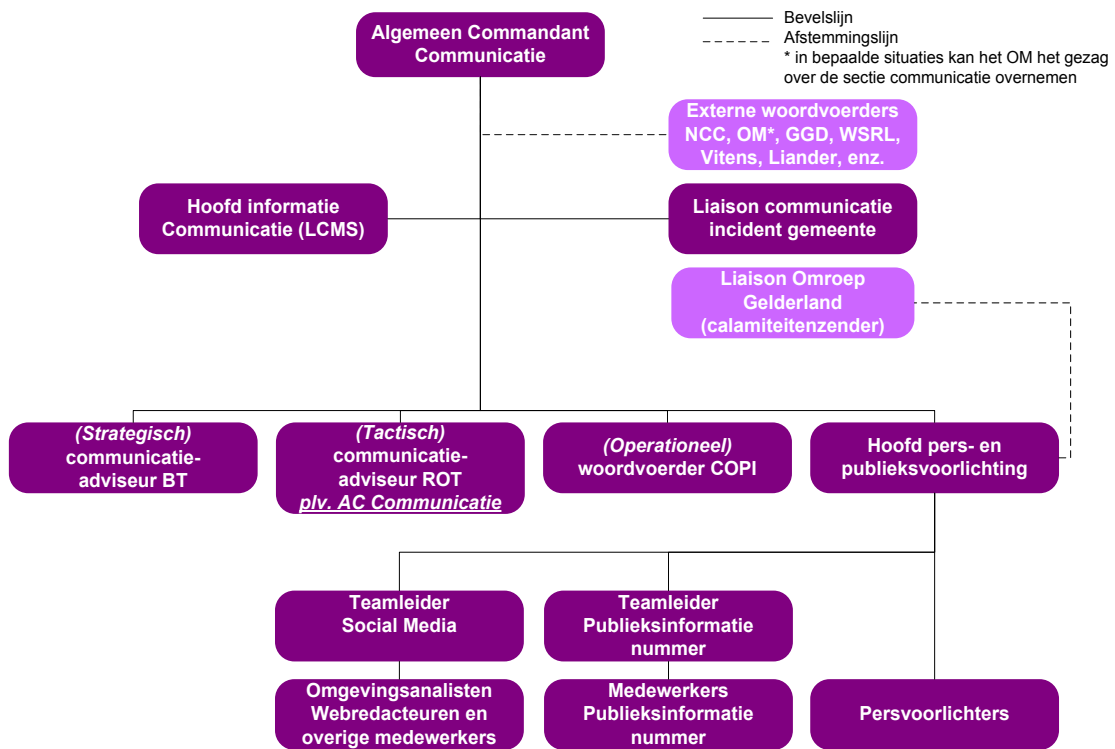 Algemeen Commandant
Communicatie
Bevelslijn
Afstemmingslijn
* in bepaalde situaties kan het OM het gezag
over de sectie communicatie overnemen
Externe woordvoerders
NCC, OM*, GGD, WSRL,
Vitens, Liander, enz.
Hoofd informatie
Communicatie (LCMS)
Liaison communicatie
incident gemeente
Liaison Omroep
Gelderland
(calamiteitenzender)
(Strategisch)
communicatie-
adviseur BT
(Tactisch)
communicatie-
adviseur ROT
plv. AC Communicatie
(Operationeel)
woordvoerder COPI
Hoofd pers- en
publieksvoorlichting
Teamleider
Social Media
Teamleider
Publieksinformatie
nummer
Omgevingsanalisten
Webredacteuren en
overige medewerkers
Medewerkers
Publieksinformatie
nummer
Persvoorlichters